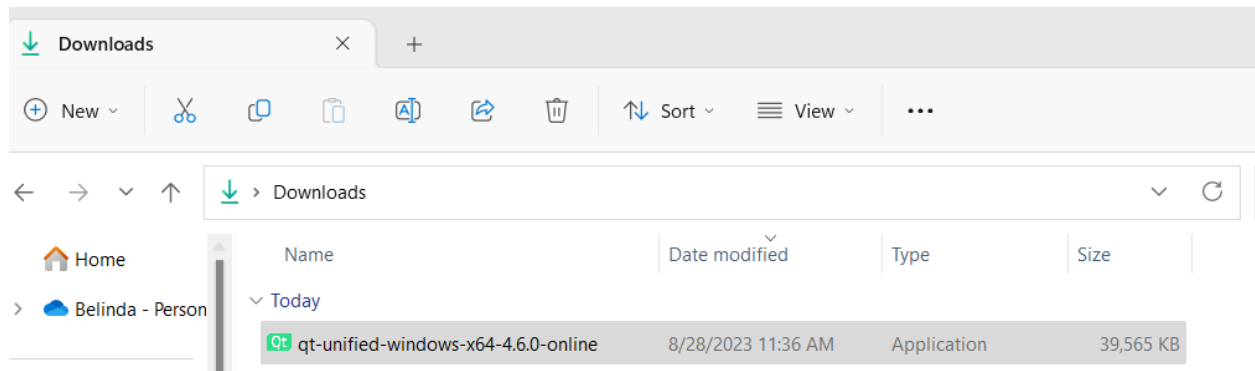 Downloads
New Sort View
Downloads
Home
Name Date modified Type Size
Belinda - Person
Today
Qt qt-unified-windows-x64-4.6.0-online 8/28/2023 11:36 AM Application 39,565 KB